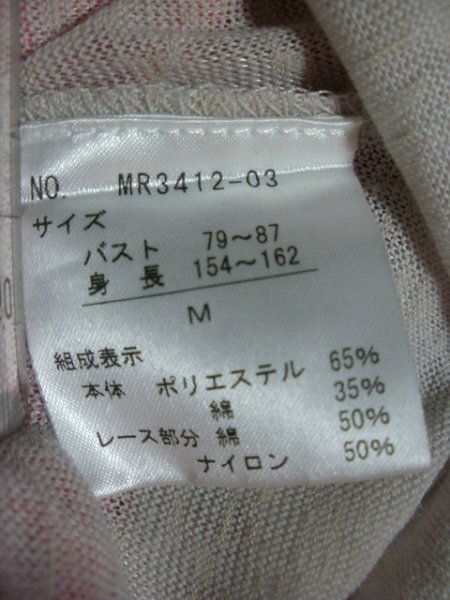 NO. MR3412-03
サイズ
バスト 79～87
身長 154～162
M
組成表示
本体 ポリエステル 65%
綿 35%
レース部分 綿 50%
ナイロン 50%